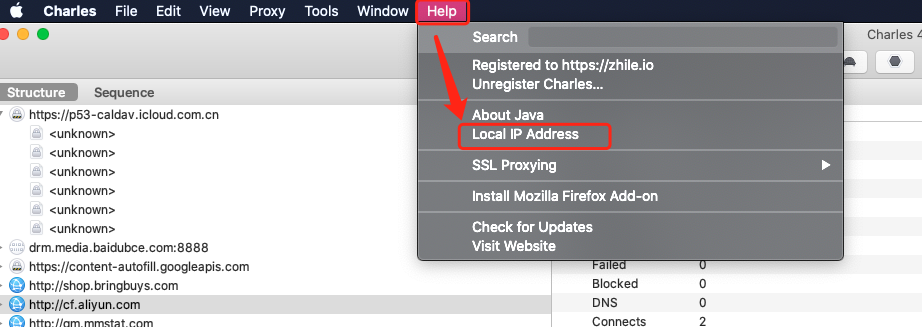 Charles File Edit View Proxy Tools Window Help
Search
Charles 4
Registered to https://zhile.io
Unregister Charles...
Structure Sequence
About Java
https://p53-caldav.icloud.com.cn
Local IP Address
<unknown>
<unknown>
SSL Proxying
<unknown>
<unknown>
Install Mozilla Firefox Add-on
<unknown>
Check for Updates
drm.media.baidubce.com:8888
Visit Website
https://content-autofill.googleapis.com
Failed 0
http://shop.bringbuys.com
Blocked 0
http://cf.aliyun.com
DNS 0
http://gm.mmstat.com
Connects 2